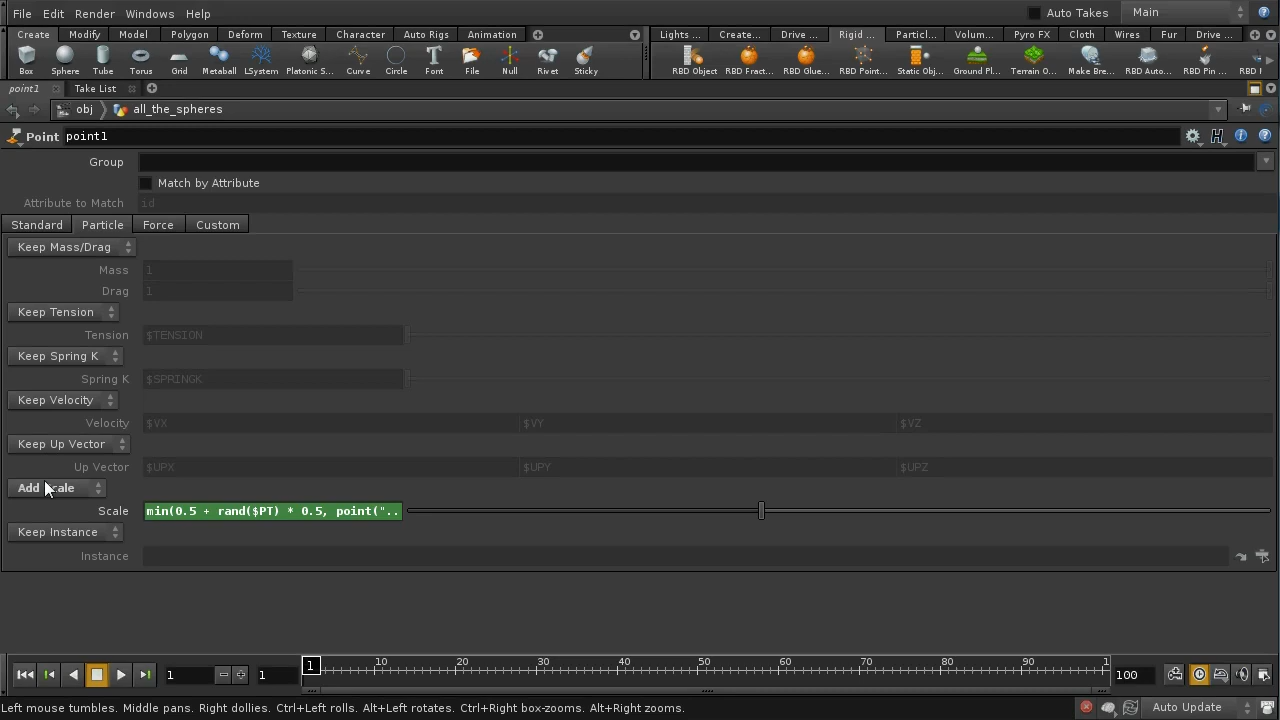 File Edit Render Windows Help Auto Takes Main
Create Modify Model Polygon Deform Texture Character Auto Rigs Animation Lights ... Create... Drive ... Rigid ... Particl... Volum... Pyro FX Cloth Wires Fur Drive ...
Box Sphere Tube Torus Grid Metaball LSystem Platonic S... Curve Circle Font File Null Rivet Sticky RBD Object RBD Fract... RBD Glue... RBD Point... Static Obj... Ground Pl... Terrain O... Make Bre... RBD Auto... RBD Pin ... RBD I
point1 Take List
obj all_the_spheres
Point point1
Group
Match by Attribute
Attribute to Match id
Standard Particle Force Custom
Keep Mass/Drag
Mass 1
Drag 1
Keep Tension
Tension $TENSION
Keep Spring K
Spring K $SPRINGK
Keep Velocity
Velocity $VX $VY $VZ
Keep Up Vector
Up Vector $UPX $UPY $UPZ
Add Scale
Scale min(0.5 + rand($PT) * 0.5, point("..
Keep Instance
Instance
1 1 1 10 20 30 40 50 60 70 80 90 1 100
Left mouse tumbles. Middle pans. Right dollies. Ctrl+Left rolls. Alt+Left rotates. Ctrl+Right box-zooms. Alt+Right zooms. Auto Update